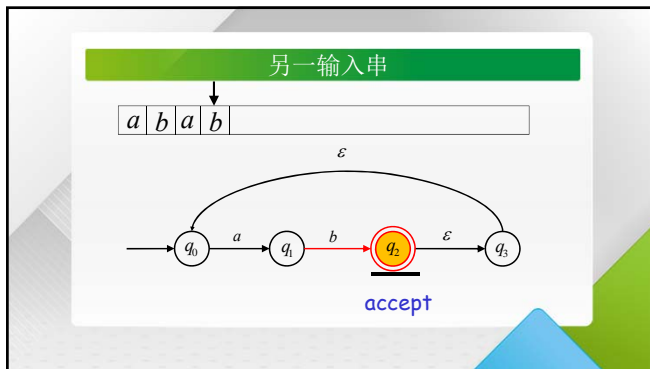 另一输入串
a b a b
ε
a b ε
q₀ q₁ q₂ q₃
accept